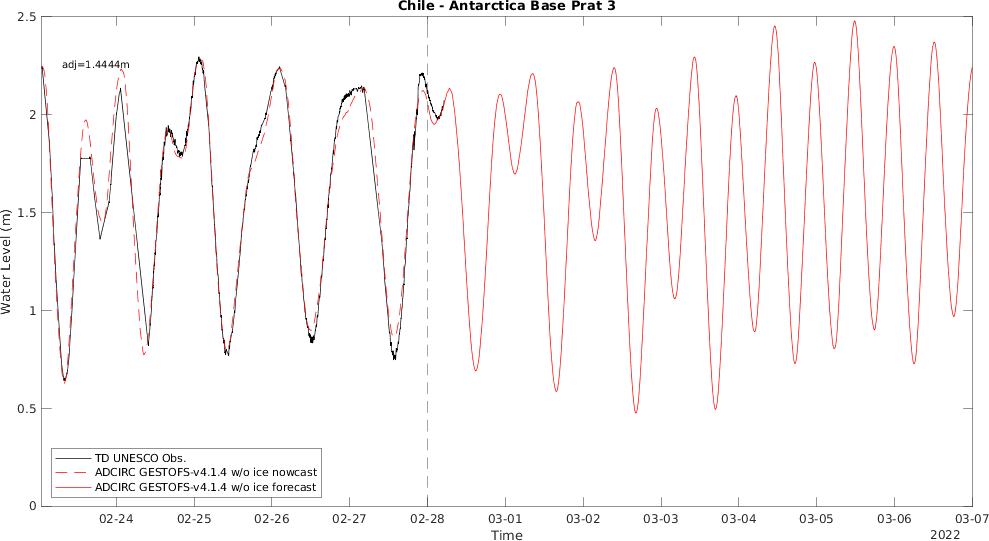 Chile - Antarctica Base Prat 3
adj=1.4444m
Water Level (m)
2.5
2
1.5
1
0.5
0
TD UNESCO Obs.
ADCIRC GESTOFS-v4.1.4 w/o ice nowcast
ADCIRC GESTOFS-v4.1.4 w/o ice forecast
02-24 02-25 02-26 02-27 02-28 03-01 03-02 03-03 03-04 03-05 03-06 03-07
Time
2022